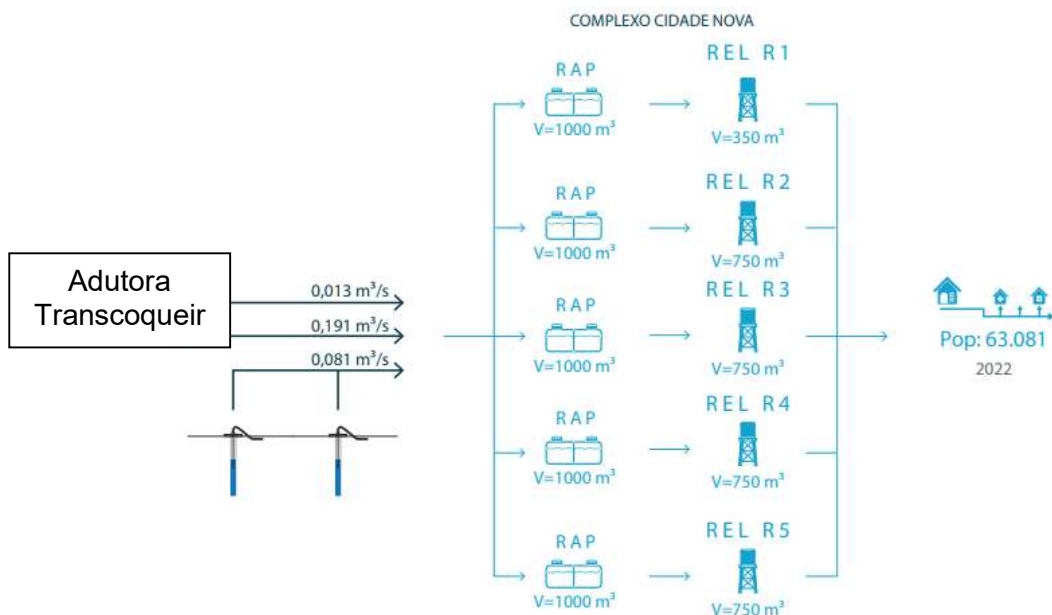 COMPLEXO CIDADE NOVA
RAP
V=1000 m³
REL R1
V=350 m³
RAP
V=1000 m³
REL R2
V=750 m³
Adutora
Transcoqueir
0,013 m³/s
0,191 m³/s
0,081 m³/s
RAP
V=1000 m³
REL R3
V=750 m³
Pop: 63.081
2022
RAP
V=1000 m³
REL R4
V=750 m³
RAP
V=1000 m³
REL R5
V=750 m³